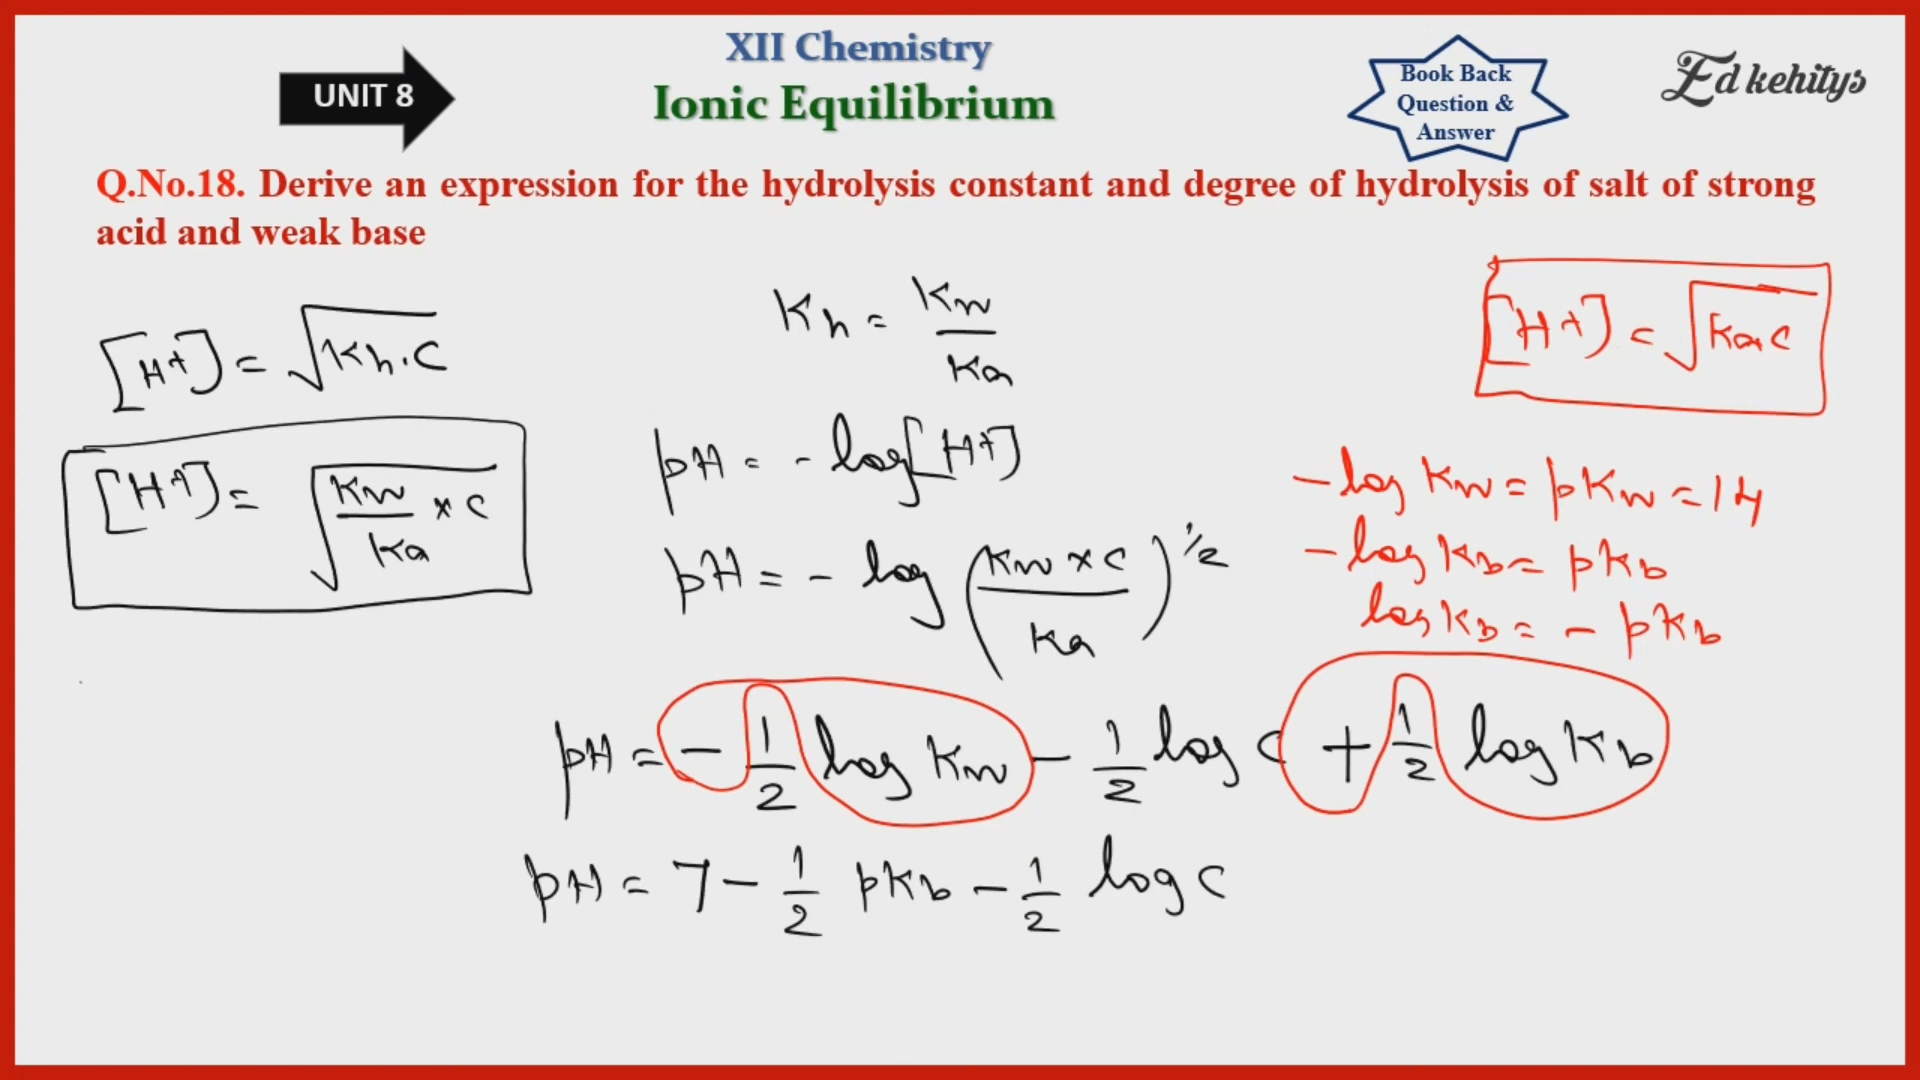 XII Chemistry
UNIT 8
Ionic Equilibrium
Book Back
Question &
Answer
Ed kehitys
Q.No.18. Derive an expression for the hydrolysis constant and degree of hydrolysis of salt of strong
acid and weak base
[H+] = √Kh.C
Kh = Kw/Ka
[H+] = √KaC
[H+] = √Kw/Ka × C
pH = - log[H+]
pH = - log (Kw × C / Ka)^1/2
- log Kw = pKw = 14
- log Kb = pKb
log Kb = - pKb
pH = - 1/2 log Kw - 1/2 log C + 1/2 log Kb
pH = 7 - 1/2 pKb - 1/2 log C